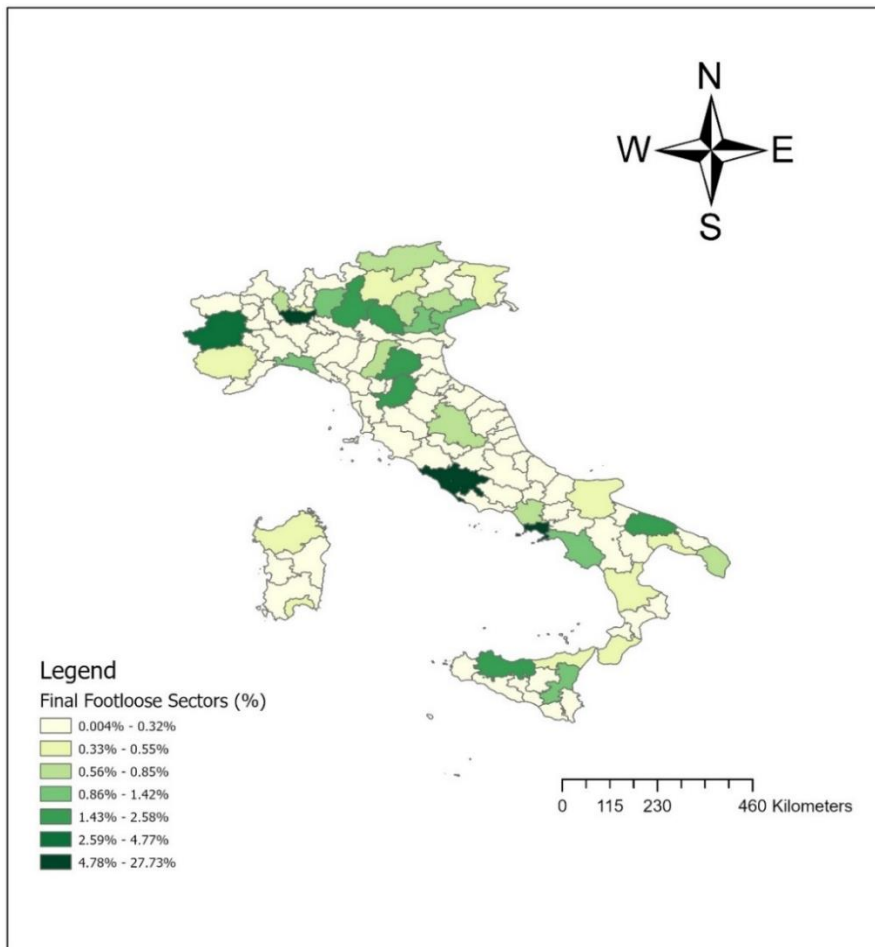 N
W E
S
Legend
Final Footloose Sectors (%)
0.004% - 0.32%
0.33% - 0.55%
0.56% - 0.85%
0.86% - 1.42%
1.43% - 2.58%
2.59% - 4.77%
4.78% - 27.73%
0 115 230 460 Kilometers